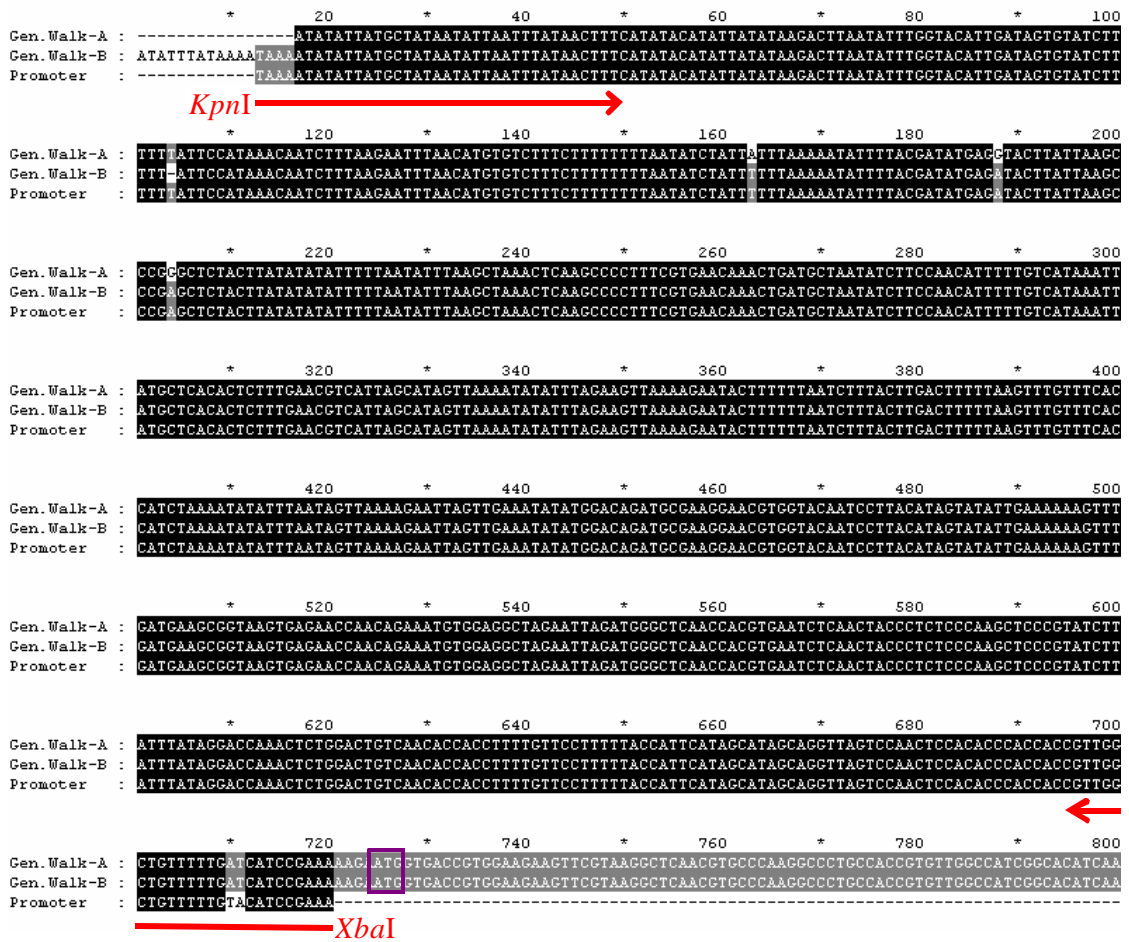 * 20 * 40 * 60 * 80 * 100
Gen.Walk-A : ----------------ATATATTATGCTATAATATTAATTTATAACTTTCATATACATATTATATAAGACTTAATATTTGGTACATTGATAGTGTATCTT
Gen.Walk-B : ATATTTATAAAATAAAATATATTATGCTATAATATTAATTTATAACTTTCATATACATATTATATAAGACTTAATATTTGGTACATTGATAGTGTATCTT
Promoter : ------------TAAAATATATTATGCTATAATATTAATTTATAACTTTCATATACATATTATATAAGACTTAATATTTGGTACATTGATAGTGTATCTT
KpnI
* 120 * 140 * 160 * 180 * 200
Gen.Walk-A : TTTTATTCCATAAACAATCTTTAAGAATTTAACATGTGTCTTTCTTTTTTTTAATATCTATTATTTAAAAATATTTTACGATATGAGGTACTTATTAAGC
Gen.Walk-B : TTT-ATTCCATAAACAATCTTTAAGAATTTAACATGTGTCTTTCTTTTTTTTAATATCTATTTTTTAAAAATATTTTACGATATGAGATACTTATTAAGC
Promoter : TTTTATTCCATAAACAATCTTTAAGAATTTAACATGTGTCTTTCTTTTTTTTAATATCTATTTTTTAAAAATATTTTACGATATGAGATACTTATTAAGC
* 220 * 240 * 260 * 280 * 300
Gen.Walk-A : CCGGGCTCTACTTATATATATTTTTAATATTTAAGCTAAACTCAAGCCCCTTTCGTGAACAAACTGATGCTAATATCTTCCAACATTTTTGTCATAAATT
Gen.Walk-B : CCGAGCTCTACTTATATATATTTTTAATATTTAAGCTAAACTCAAGCCCCTTTCGTGAACAAACTGATGCTAATATCTTCCAACATTTTTGTCATAAATT
Promoter : CCGAGCTCTACTTATATATATTTTTAATATTTAAGCTAAACTCAAGCCCCTTTCGTGAACAAACTGATGCTAATATCTTCCAACATTTTTGTCATAAATT
* 320 * 340 * 360 * 380 * 400
Gen.Walk-A : ATGCTCACACTCTTTGAACGTCATTAGCATAGTTAAAATATATTTAGAAGTTAAAAGAATACTTTTTTAATCTTTACTTGACTTTTTAAGTTTGTTTCAC
Gen.Walk-B : ATGCTCACACTCTTTGAACGTCATTAGCATAGTTAAAATATATTTAGAAGTTAAAAGAATACTTTTTTAATCTTTACTTGACTTTTTAAGTTTGTTTCAC
Promoter : ATGCTCACACTCTTTGAACGTCATTAGCATAGTTAAAATATATTTAGAAGTTAAAAGAATACTTTTTTAATCTTTACTTGACTTTTTAAGTTTGTTTCAC
* 420 * 440 * 460 * 480 * 500
Gen.Walk-A : CATCTAAAATATATTTAATAGTTAAAAGAATTAGTTGAAATATATGGACAGATGCGAAGGAACGTGGTACAATCCTTACATAGTATATTGAAAAAAGTTT
Gen.Walk-B : CATCTAAAATATATTTAATAGTTAAAAGAATTAGTTGAAATATATGGACAGATGCGAAGGAACGTGGTACAATCCTTACATAGTATATTGAAAAAAGTTT
Promoter : CATCTAAAATATATTTAATAGTTAAAAGAATTAGTTGAAATATATGGACAGATGCGAAGGAACGTGGTACAATCCTTACATAGTATATTGAAAAAAGTTT
* 520 * 540 * 560 * 580 * 600
Gen.Walk-A : GATGAAGCGGTAAGTGAGAACCAACAGAAATGTGGAGGCTAGAATTAGATGGGCTCAACCACGTGAATCTCAACTACCCTCTCCCAAGCTCCCGTATCTT
Gen.Walk-B : GATGAAGCGGTAAGTGAGAACCAACAGAAATGTGGAGGCTAGAATTAGATGGGCTCAACCACGTGAATCTCAACTACCCTCTCCCAAGCTCCCGTATCTT
Promoter : GATGAAGCGGTAAGTGAGAACCAACAGAAATGTGGAGGCTAGAATTAGATGGGCTCAACCACGTGAATCTCAACTACCCTCTCCCAAGCTCCCGTATCTT
* 620 * 640 * 660 * 680 * 700
Gen.Walk-A : ATTTATAGGACCAAACTCTGGACTGTCAACACCACCTTTTGTTCCTTTTTACCATTCATAGCATAGCAGGTTAGTCCAACTCCACACCCACCACCGTTGG
Gen.Walk-B : ATTTATAGGACCAAACTCTGGACTGTCAACACCACCTTTTGTTCCTTTTTACCATTCATAGCATAGCAGGTTAGTCCAACTCCACACCCACCACCGTTGG
Promoter : ATTTATAGGACCAAACTCTGGACTGTCAACACCACCTTTTGTTCCTTTTTACCATTCATAGCATAGCAGGTTAGTCCAACTCCACACCCACCACCGTTGG
* 720 * 740 * 760 * 780 * 800
Gen.Walk-A : CTGTTTTTGATCATCCGAAAAAGAATGGTGACCGTGGAAGAAGTTCGTAAGGCTCAACGTGCCCAAGGCCCTGCCACCGTGTTGGCCATCGGCACATCAA
Gen.Walk-B : CTGTTTTTGATCATCCGAAAAAGAATGGTGACCGTGGAAGAAGTTCGTAAGGCTCAACGTGCCCAAGGCCCTGCCACCGTGTTGGCCATCGGCACATCAA
Promoter : CTGTTTTTGTACATCCGAAA--------------------------------------------------------------------------------
XbaI